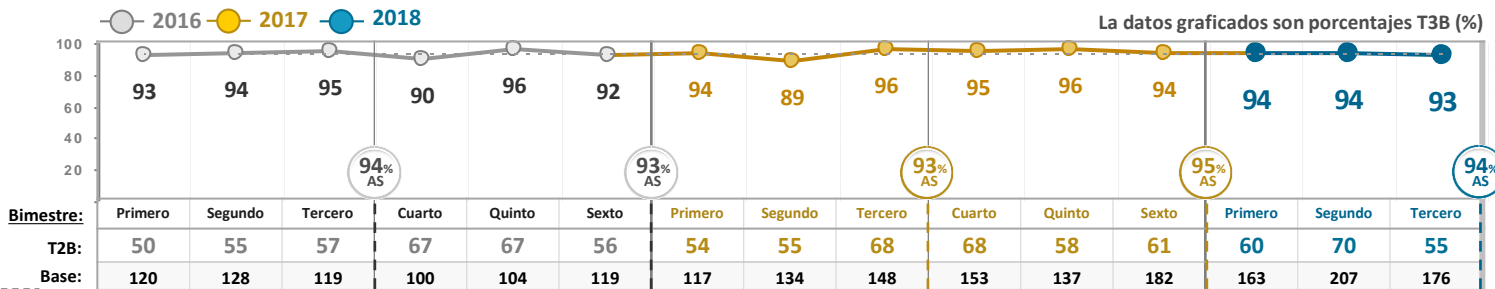 2016 2017 2018
La datos graficados son porcentajes T3B (%)
100
80
60
40
20
93 94 95 90 96 92 94 89 96 95 96 94 94 94 93
94% AS 93% AS 93% AS 95% AS 94% AS
Bimestre: Primero Segundo Tercero Cuarto Quinto Sexto Primero Segundo Tercero Cuarto Quinto Sexto Primero Segundo Tercero
T2B: 50 55 57 67 67 56 54 55 68 68 58 61 60 70 55
Base: 120 128 119 100 104 119 117 134 148 153 137 182 163 207 176